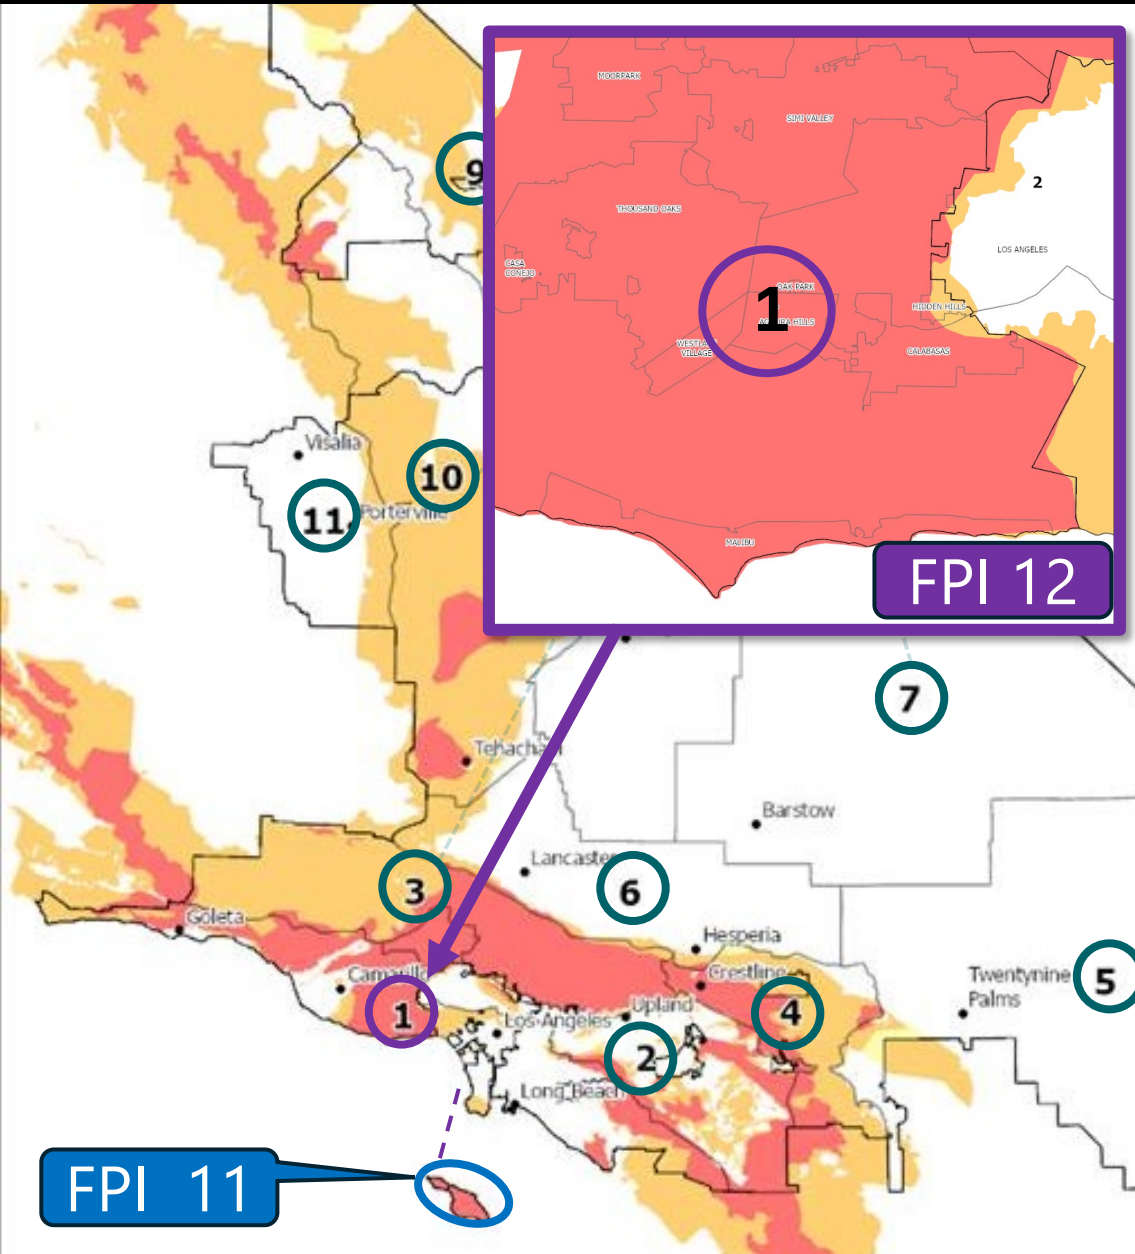 MOORPARK
SIMI VALLEY
9
2
THOUSAND OAKS
LOS ANGELES
CASA
CONEJO
OAK PARK
1
HIDDEN HILLS
HILLS
VILLAGE
CALABASAS
Visalia
10
11
Porterville
MALIBU
FPI 12
7
Barstow
Lancaster
3
6
Goleta
Hesperia
Crestline
Twentynine
Palms
5
Camarillo
1
4
Upland
Los Angeles
2
Long Beach
FPI 11